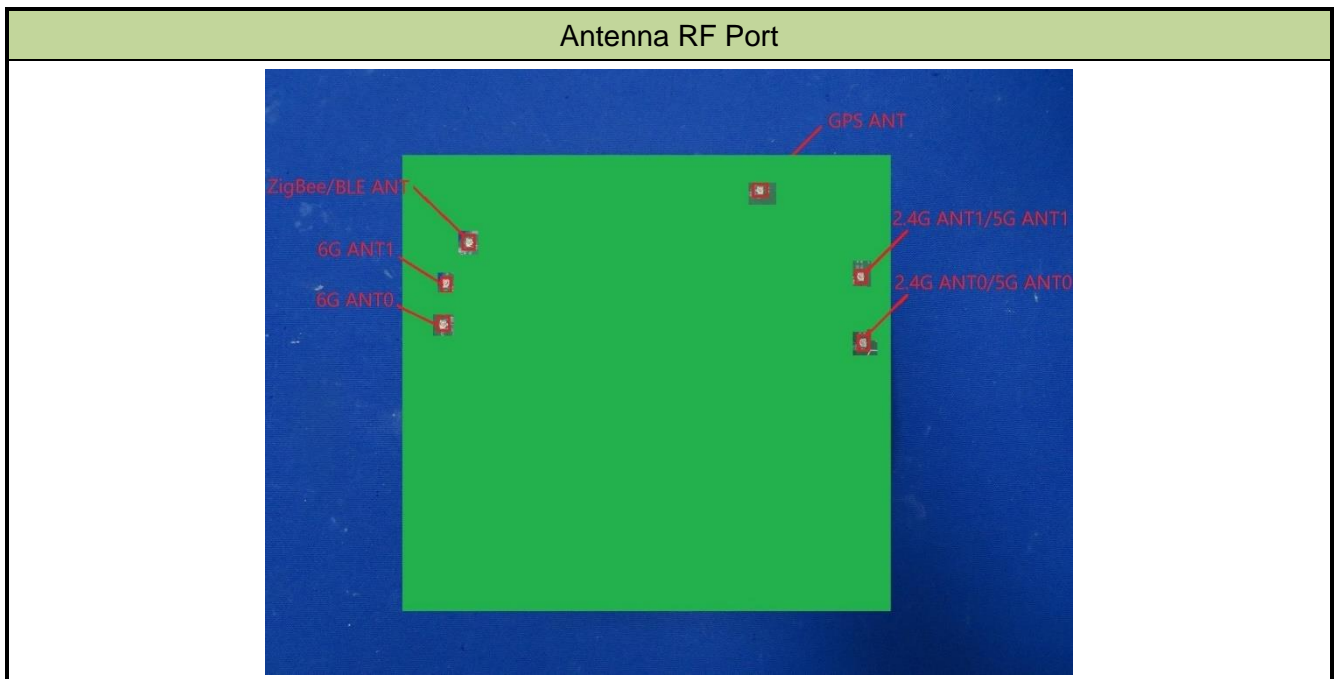 Antenna RF Port
GPS ANT
ZigBee/BLE ANT
2.4G ANT1/5G ANT1
6G ANT1
2.4G ANT0/5G ANT0
6G ANT0